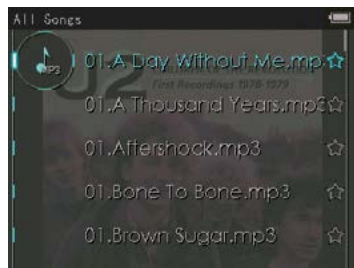 All Songs
MP3
01.A Day Without Me.mp
U2
First Recordings 1978-1979
01.A Thousand Years.mp3
01.Aftershock.mp3
01.Bone To Bone.mp3
01.Brown Sugar.mp3